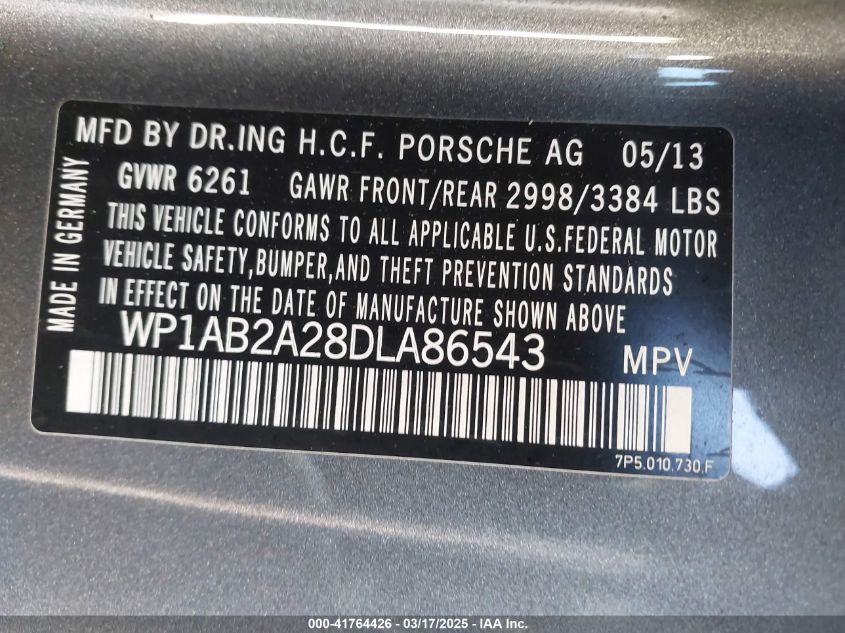 MFD BY DR.ING H.C.F. PORSCHE AG 05/13
GVWR 6261 GAWR FRONT/REAR 2998/3384 LBS
THIS VEHICLE CONFORMS TO ALL APPLICABLE U.S.FEDERAL MOTOR
VEHICLE SAFETY,BUMPER,AND THEFT PREVENTION STANDARDS
IN EFFECT ON THE DATE OF MANUFACTURE SHOWN ABOVE
WP1AB2A28DLA86543 MPV
7P5.010.730.F
MADE IN GERMANY
000-41764426 - 03/17/2025 - IAA Inc.